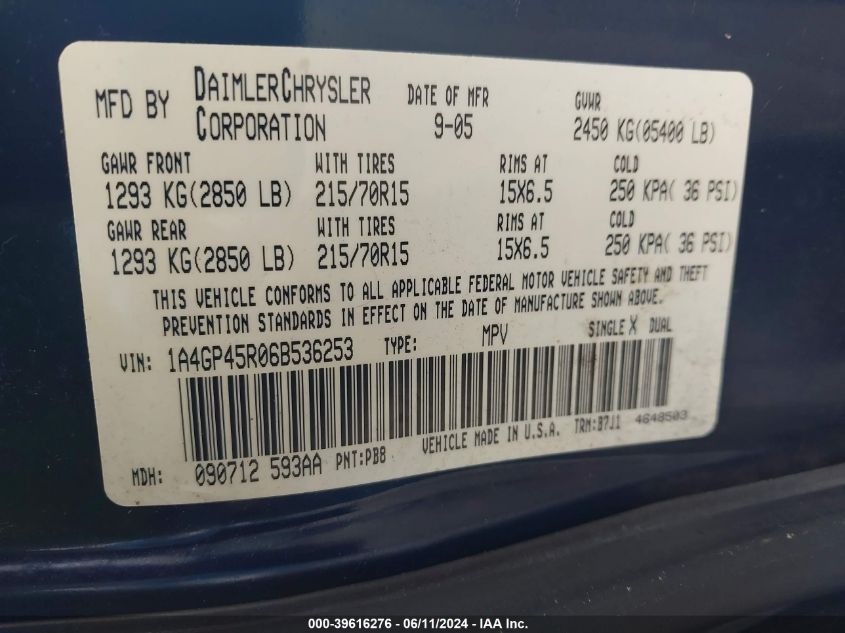 MFD BY DAIMLERCHRYSLER CORPORATION DATE OF MFR 9-05 GVWR 2450 KG(05400 LB)
GAWR FRONT WITH TIRES RIMS AT COLD
1293 KG(2850 LB) 215/70R15 15X6.5 250 KPA( 36 PSI)
GAWR REAR WITH TIRES RIMS AT COLD
1293 KG(2850 LB) 215/70R15 15X6.5 250 KPA( 36 PSI)
THIS VEHICLE CONFORMS TO ALL APPLICABLE FEDERAL MOTOR VEHICLE SAFETY AND THEFT
PREVENTION STANDARDS IN EFFECT ON THE DATE OF MANUFACTURE SHOWN ABOVE.
VIN: 1A4GP45R06B536253 TYPE: MPV SINGLE X DUAL
MDH: 090712 593AA PNT:PB8 VEHICLE MADE IN U.S.A. TRM:B7J1 4648503
000-39616276 - 06/11/2024 - IAA Inc.